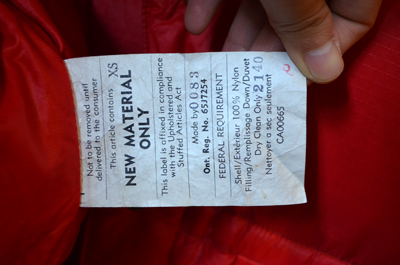 Not to be removed until
delivered to the consumer
This article contains XS
NEW MATERIAL
ONLY
This label is affixed in compliance
with the Upholstered and
Stuffed Articles Act
Made by 0083
Ont. Reg. No. 65J7254
FEDERAL REQUIREMENT
Shell/Extérieur 100% Nylon
Filling/Remplissage Down/Duvet
Dry Clean Only 2140
Nettoyer a sec seulement
CA00665